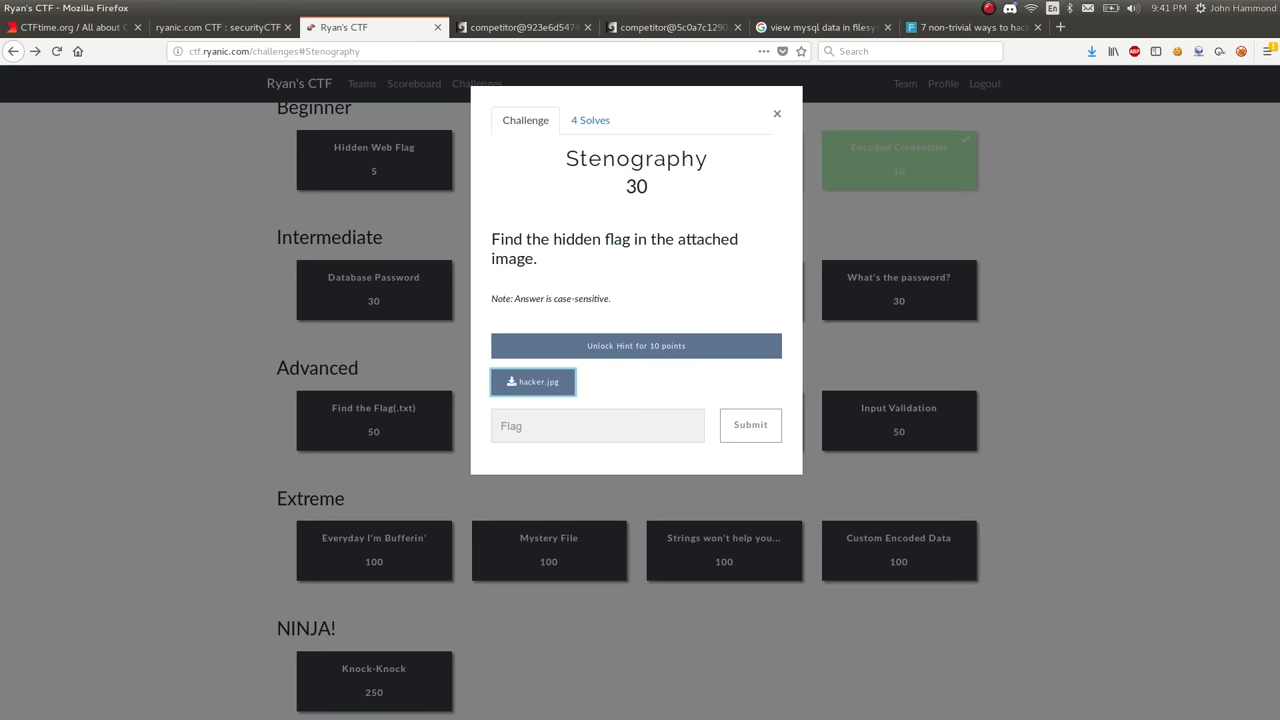 Ryan's CTF - Mozilla Firefox
En
9:41 PM
John Hammond
CTFtime.org / All about C
ryanic.com CTF : securityCTF
Ryan's CTF
competitor@923e6d5474
competitor@5c0a7c1290
view mysql data in filesys
7 non-trivial ways to hack
ctf.ryanic.com/challenges#Stenography
Search
Ryan's CTF
Teams
Scoreboard
Challenges
Team
Profile
Logout
Beginner
Hidden Web Flag
5
Encoded Credentials
10
Intermediate
Database Password
30
What's the password?
30
Advanced
Find the Flag(.txt)
50
Input Validation
50
Extreme
Everyday I'm Bufferin'
100
Mystery File
100
Strings won't help you...
100
Custom Encoded Data
100
NINJA!
Knock-Knock
250
Challenge
4 Solves
×
Stenography
30
Find the hidden flag in the attached
image.
Note: Answer is case-sensitive.
Unlock Hint for 10 points
hacker.jpg
Flag
Submit